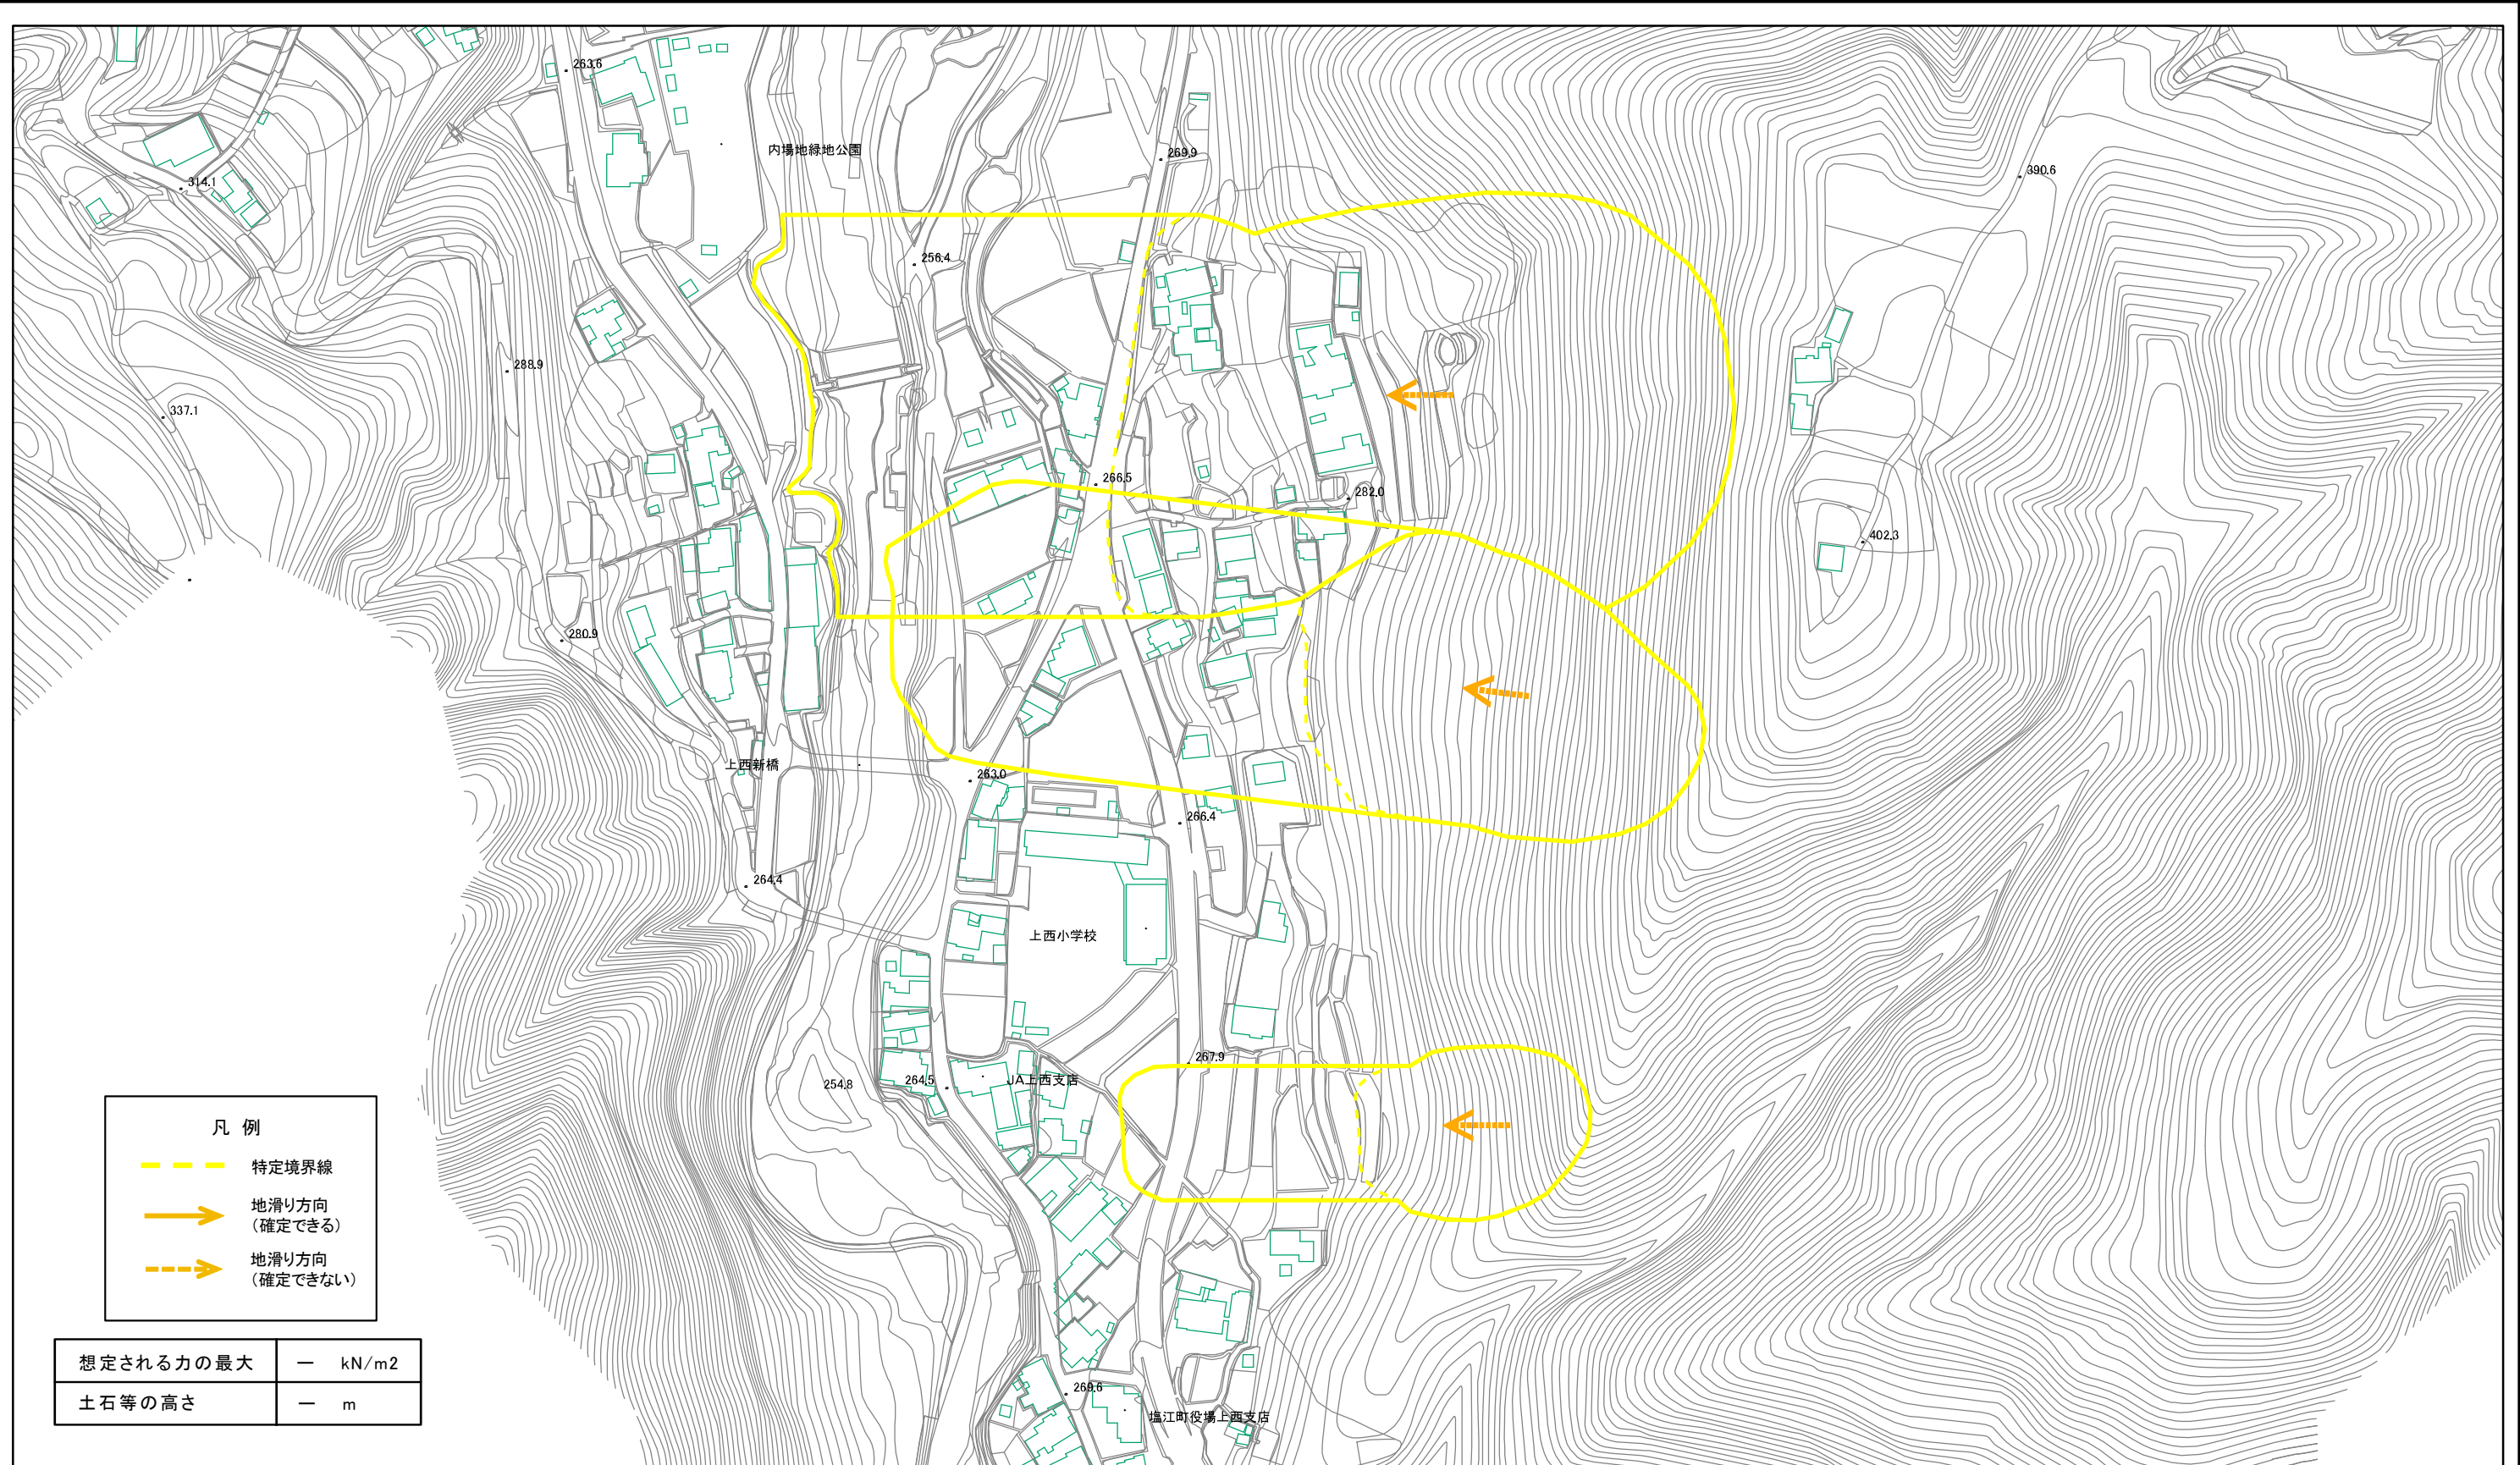 263.6
内場地緑地公園
269.9
314.1
390.6
256.4
288.9
337.1
266.5
282.0
402.3
280.9
上西新橋
263.0
266.4
264.4
上西小学校
267.9
254.8
264.5
JA上西支店
凡 例
特定境界線
地滑り方向
（確定できる）
地滑り方向
（確定できない）
想定される力の最大 ー kN/m2
土石等の高さ ー m
269.6
塩江町役場上西支店